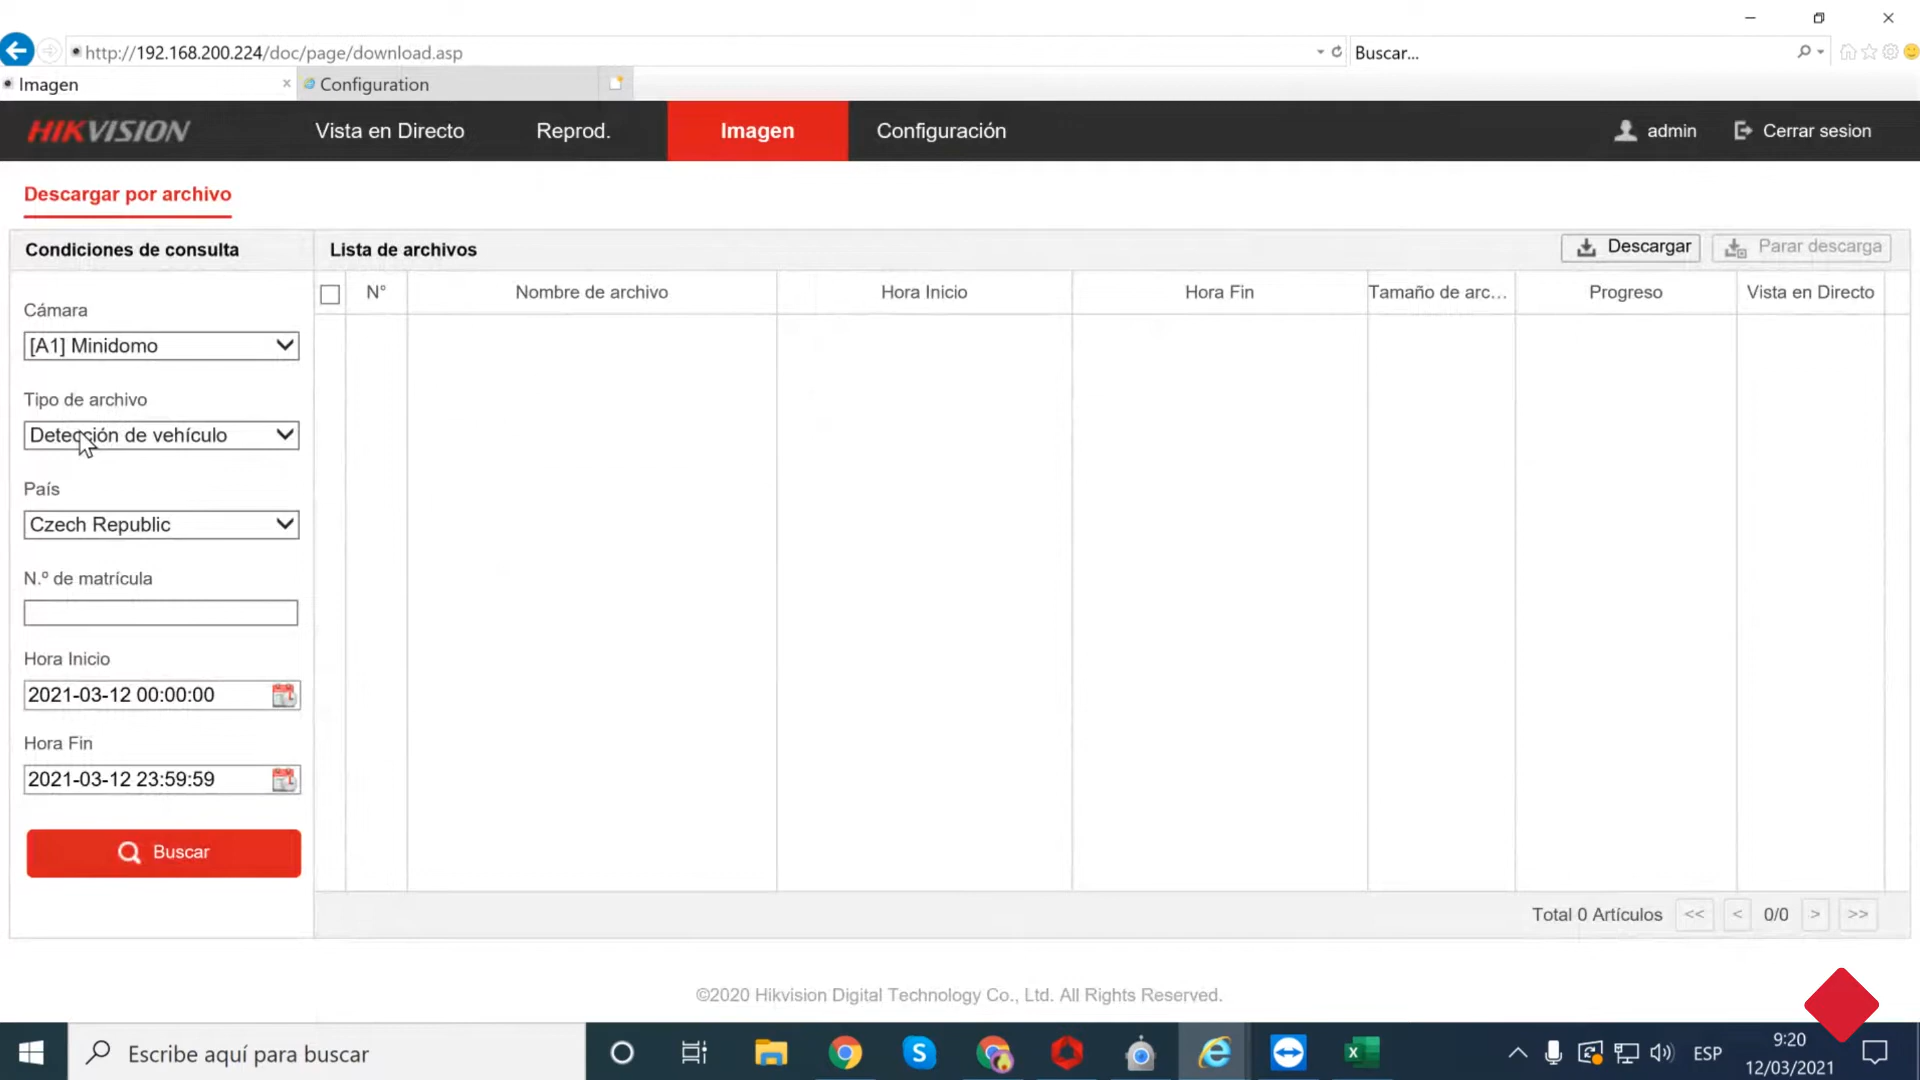 http://192.168.200.224/doc/page/download.asp
Buscar...
Imagen
Configuration
HIKVISION
Vista en Directo
Reprod.
Imagen
Configuración
admin
Cerrar sesion
Descargar por archivo
Condiciones de consulta
Lista de archivos
Descargar
Parar descarga
N°
Nombre de archivo
Hora Inicio
Hora Fin
Tamaño de arc...
Progreso
Vista en Directo
Cámara
[A1] Minidomo
Tipo de archivo
Detección de vehículo
País
Czech Republic
N.º de matrícula
Hora Inicio
2021-03-12 00:00:00
Hora Fin
2021-03-12 23:59:59
Buscar
Total 0 Artículos
<<
<
0/0
>
>>
©2020 Hikvision Digital Technology Co., Ltd. All Rights Reserved.
Escribe aquí para buscar
ESP
9:20
12/03/2021